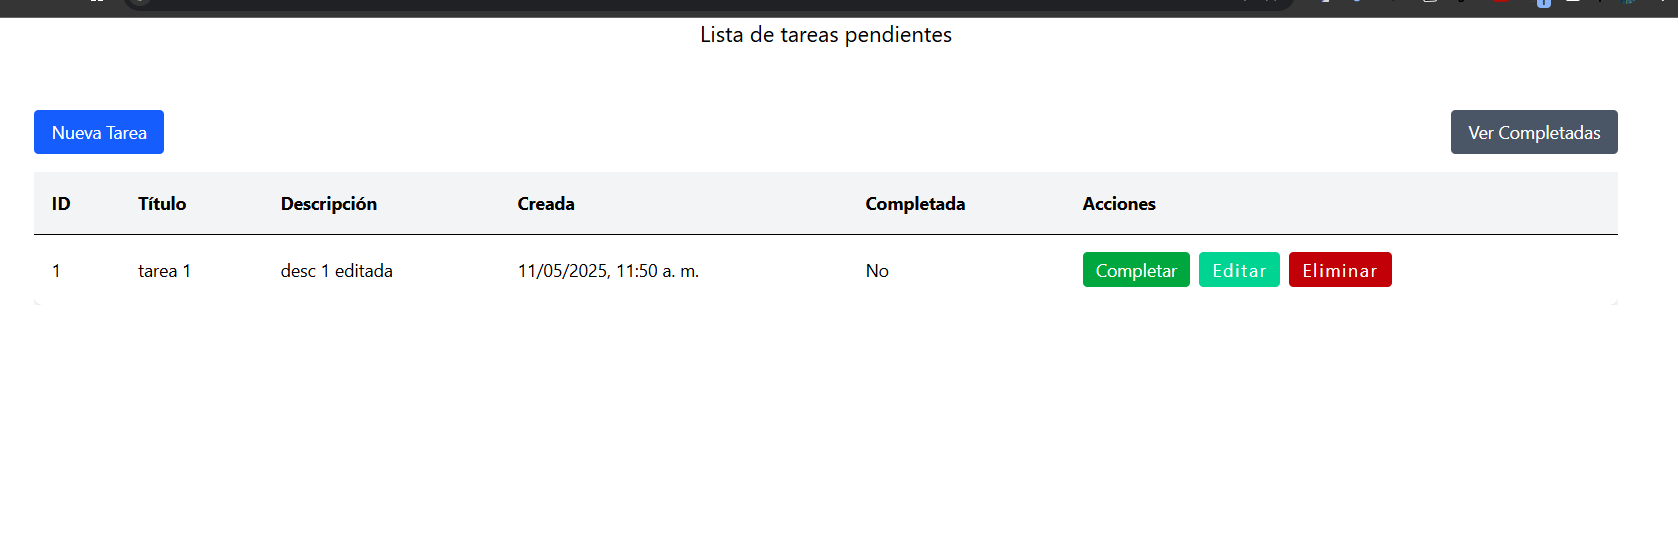 Lista de tareas pendientes
Nueva Tarea Ver Completadas
ID Título Descripción Creada Completada Acciones
1 tarea 1 desc 1 editada 11/05/2025, 11:50 a. m. No Completar Editar Eliminar